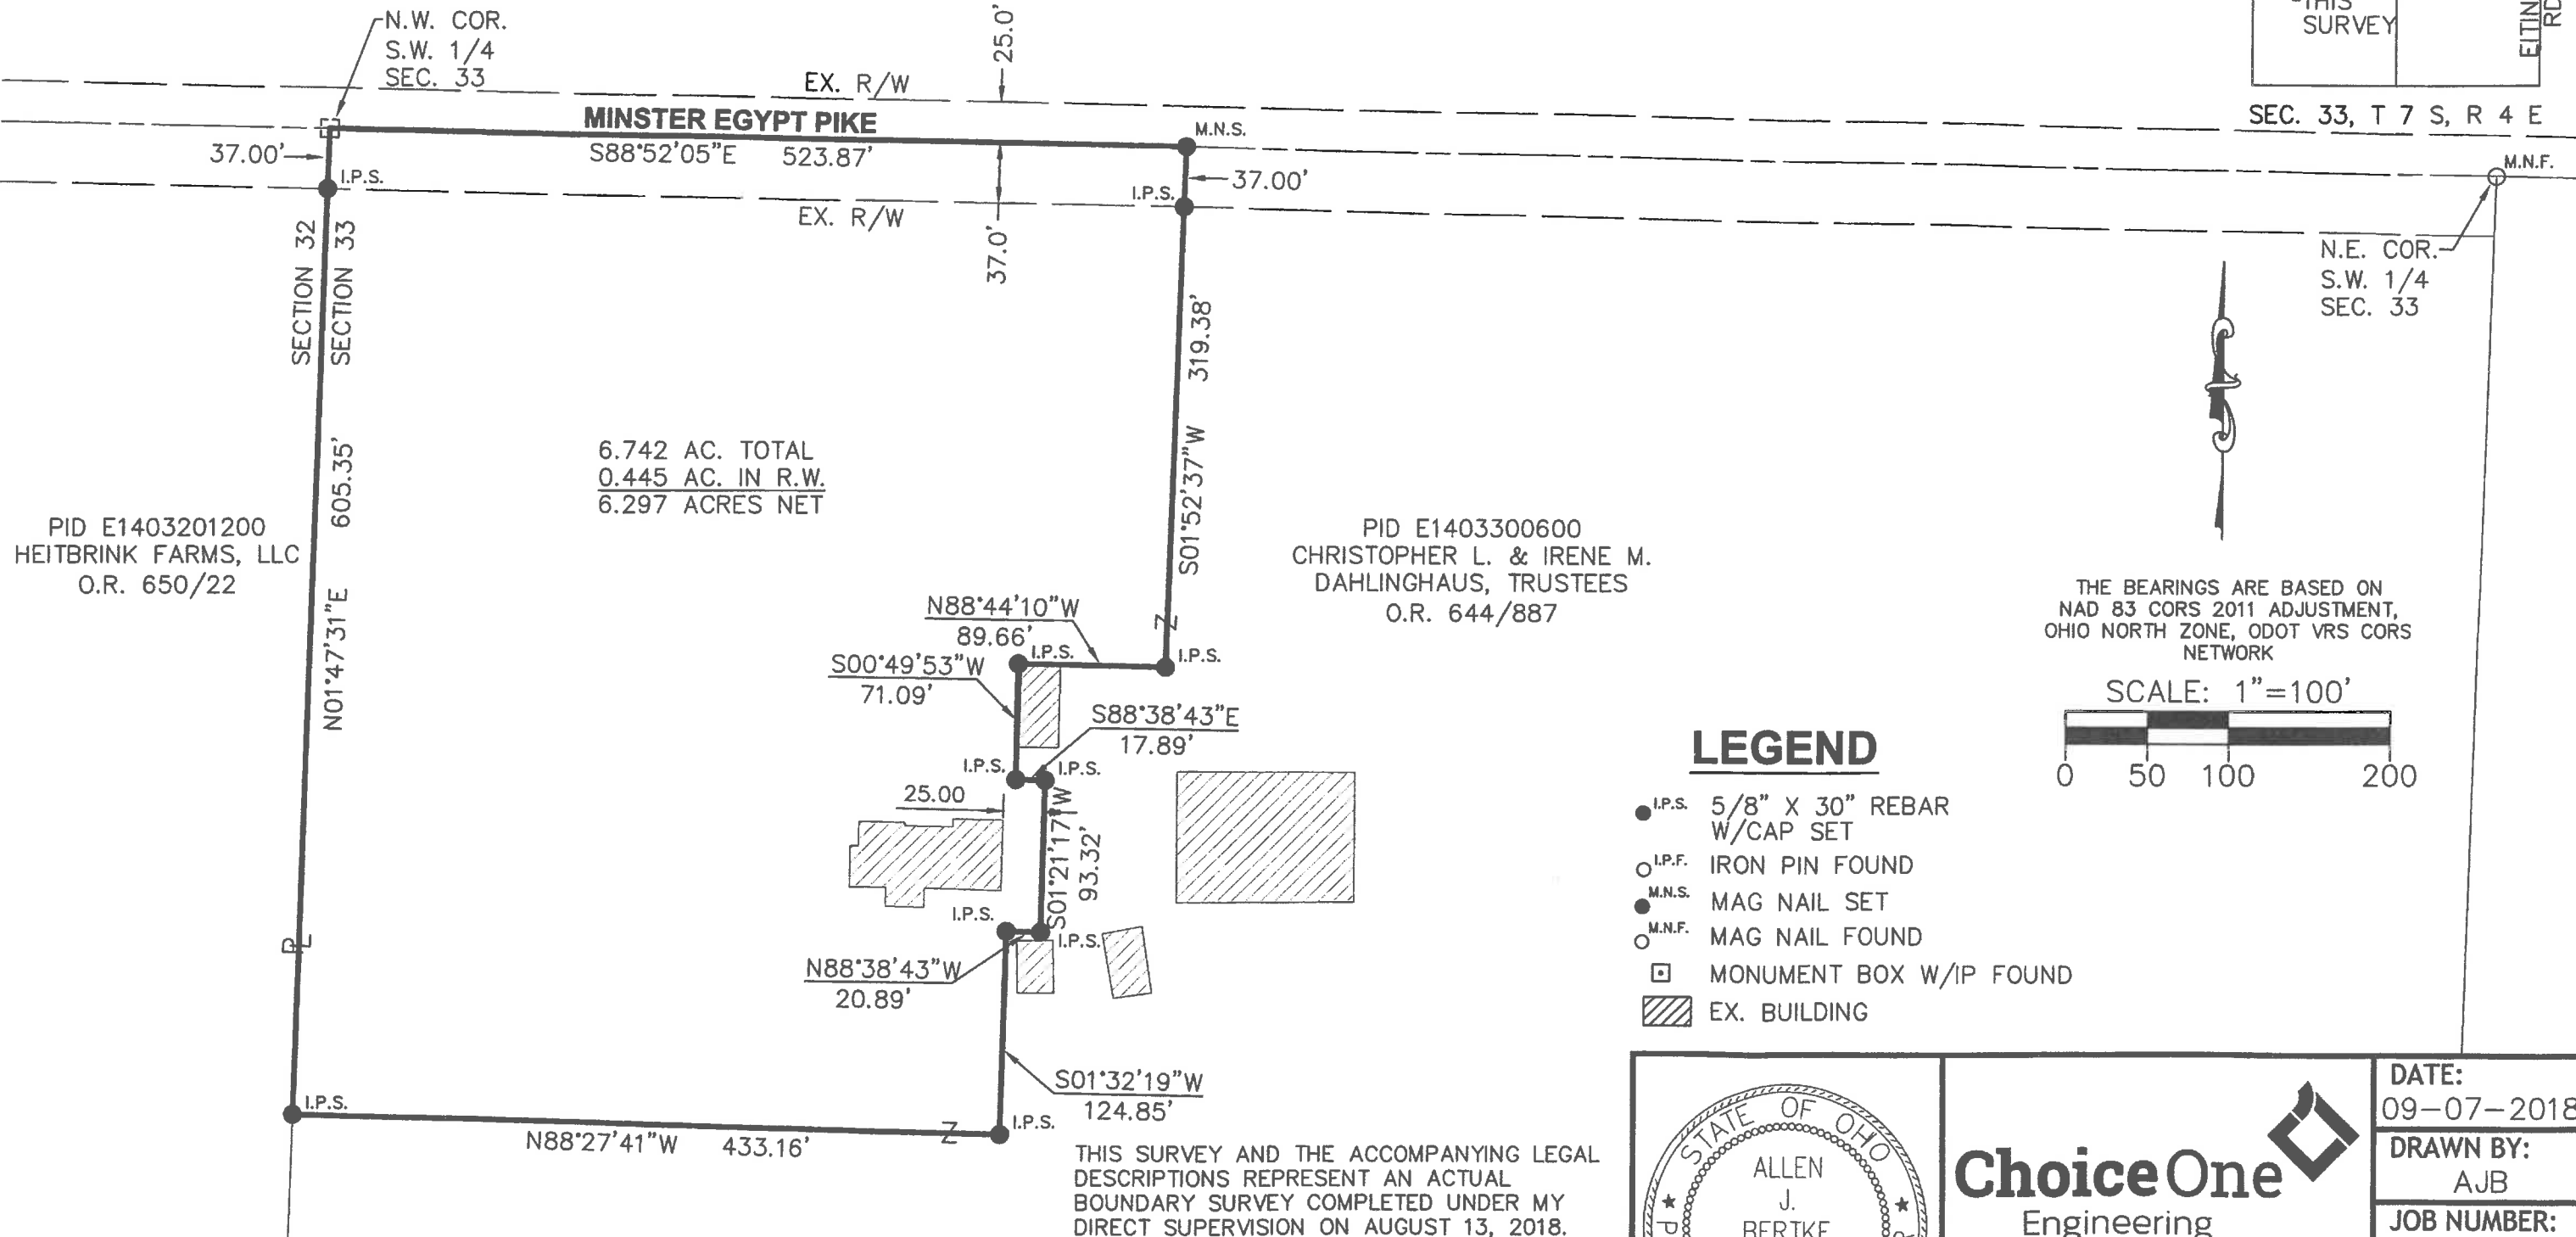 N.W. COR.
S.W. 1/4
SEC. 33
25.0'
EX. R/W
THIS
SURVEY
SEC. 33, T 7 S, R 4 E
MINSTER EGYPT PIKE
S88°52'05"E 523.87'
M.N.S.
M.N.F.
37.00'
I.P.S.
37.00'
I.P.S.
EX. R/W
37.0'
N.E. COR.
S.W. 1/4
SEC. 33
SECTION 32
SECTION 33
605.35'
N01°47'31"E
319.38'
S01°52'37"W
6.742 AC. TOTAL
0.445 AC. IN R.W.
6.297 ACRES NET
PID E1403201200
HEITBRINK FARMS, LLC
O.R. 650/22
PID E1403300600
CHRISTOPHER L. & IRENE M.
DAHLINGHAUS, TRUSTEES
O.R. 644/887
N88°44'10"W
89.66'
I.P.S.
I.P.S.
S00°49'53"W
71.09'
S88°38'43"E
17.89'
I.P.S.
I.P.S.
25.00
S01°21'17"W
93.32'
I.P.S.
I.P.S.
N88°38'43"W
20.89'
S01°32'19"W
124.85'
I.P.S.
I.P.S.
N88°27'41"W 433.16'
THE BEARINGS ARE BASED ON
NAD 83 CORS 2011 ADJUSTMENT,
OHIO NORTH ZONE, ODOT VRS CORS
NETWORK
SCALE: 1"=100'
0 50 100 200
LEGEND
I.P.S. 5/8" X 30" REBAR
W/CAP SET
I.P.F. IRON PIN FOUND
M.N.S. MAG NAIL SET
M.N.F. MAG NAIL FOUND
MONUMENT BOX W/IP FOUND
EX. BUILDING
THIS SURVEY AND THE ACCOMPANYING LEGAL
DESCRIPTIONS REPRESENT AN ACTUAL
BOUNDARY SURVEY COMPLETED UNDER MY
DIRECT SUPERVISION ON AUGUST 13, 2018.
STATE OF OHIO
ALLEN
J.
BERTKE
ChoiceOne
Engineering
DATE:
09-07-2018
DRAWN BY:
AJB
JOB NUMBER: